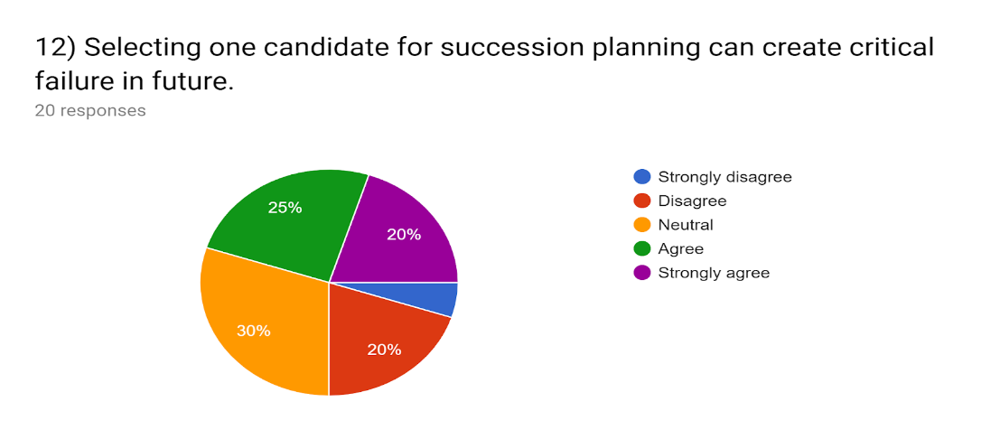 12) Selecting one candidate for succession planning can create critical
failure in future.
20 responses
25%
20%
30%
20%
Strongly disagree
Disagree
Neutral
Agree
Strongly agree